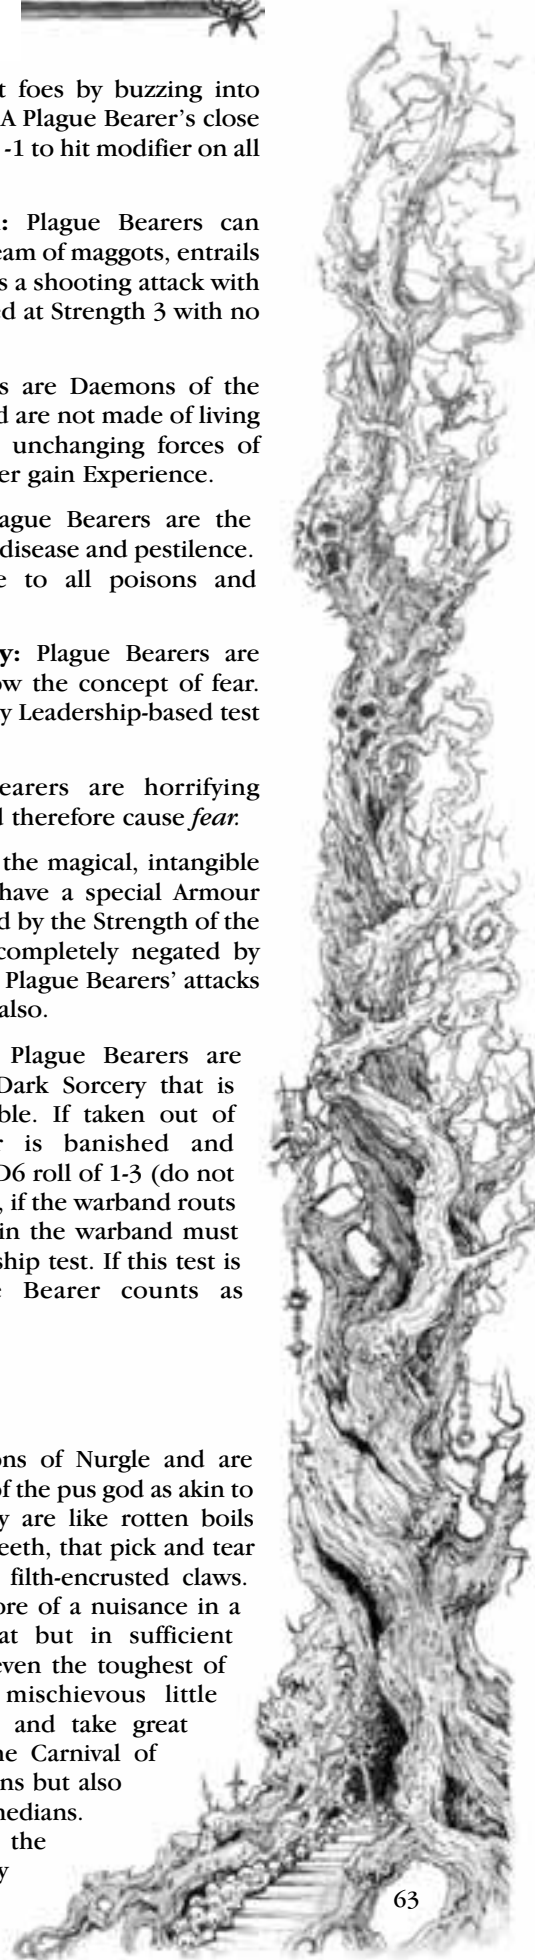 t foes by buzzing into
A Plague Bearer’s close
-1 to hit modifier on all
: Plague Bearers can
eam of maggots, entrails
s a shooting attack with
ed at Strength 3 with no
s are Daemons of the
d are not made of living
unchanging forces of
er gain Experience.
ague Bearers are the
disease and pestilence.
e to all poisons and
y: Plague Bearers are
ow the concept of fear.
y Leadership-based test
earers are horrifying
d therefore cause fear.
the magical, intangible
have a special Armour
d by the Strength of the
completely negated by
Plague Bearers’ attacks
also.
Plague Bearers are
Dark Sorcery that is
ble. If taken out of
r is banished and
D6 roll of 1-3 (do not
, if the warband routs
in the warband must
ship test. If this test is
e Bearer counts as
ons of Nurgle and are
of the pus god as akin to
y are like rotten boils
eeth, that pick and tear
filth-encrusted claws.
ore of a nuisance in a
at but in sufficient
even the toughest of
mischievous little
and take great
ne Carnival of
ns but also
nedians.
the
y
63